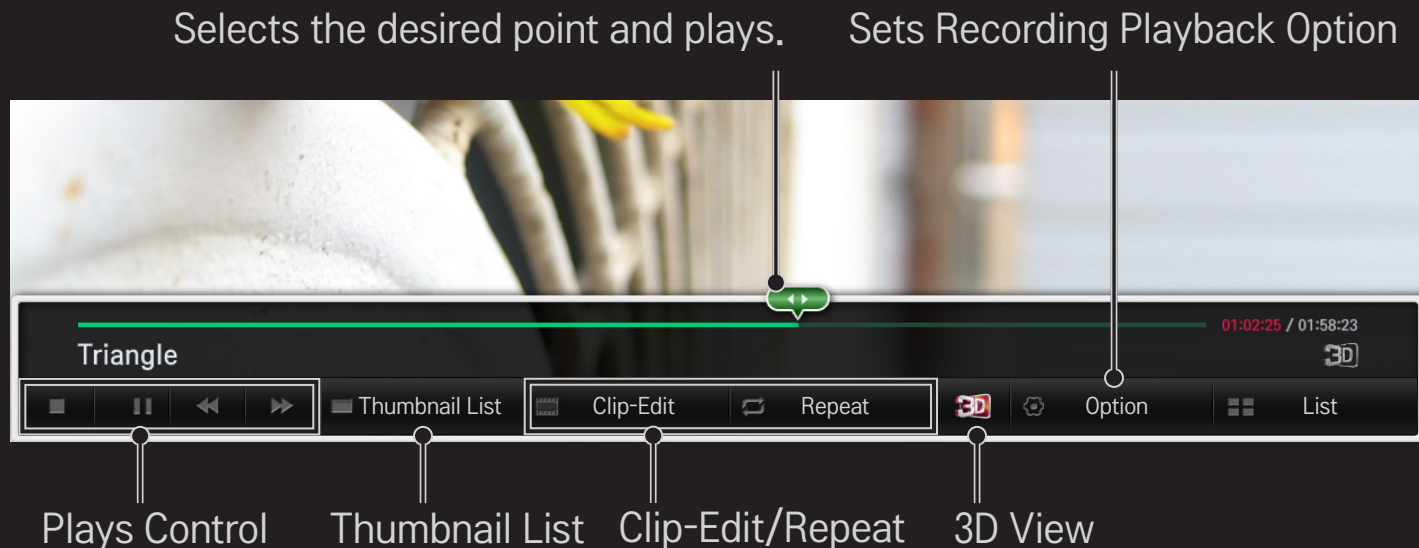 Selects the desired point and plays. Sets Recording Playback Option
01:02:25 / 01:58:23
Triangle
3D
Thumbnail List Clip-Edit Repeat 3D Option List
Plays Control Thumbnail List Clip-Edit/Repeat 3D View